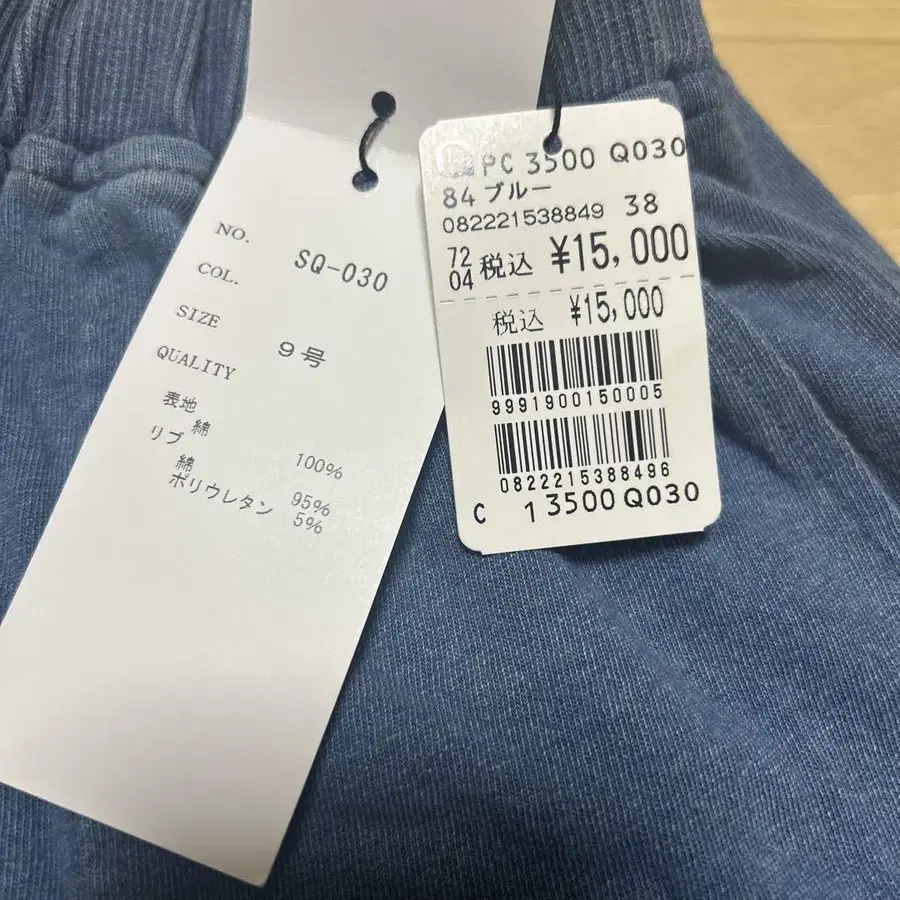 NO. SQ-030
COL.
SIZE 9号
QUALITY
表地
綿 100%
リブ
綿 95%
ポリウレタン 5%
PC 3500 Q030
84 ブルー
082221538849 38
72
04 税込 ¥15,000
税込 ¥15,000
9991900150005
0822215388496
C 1 3500 Q030